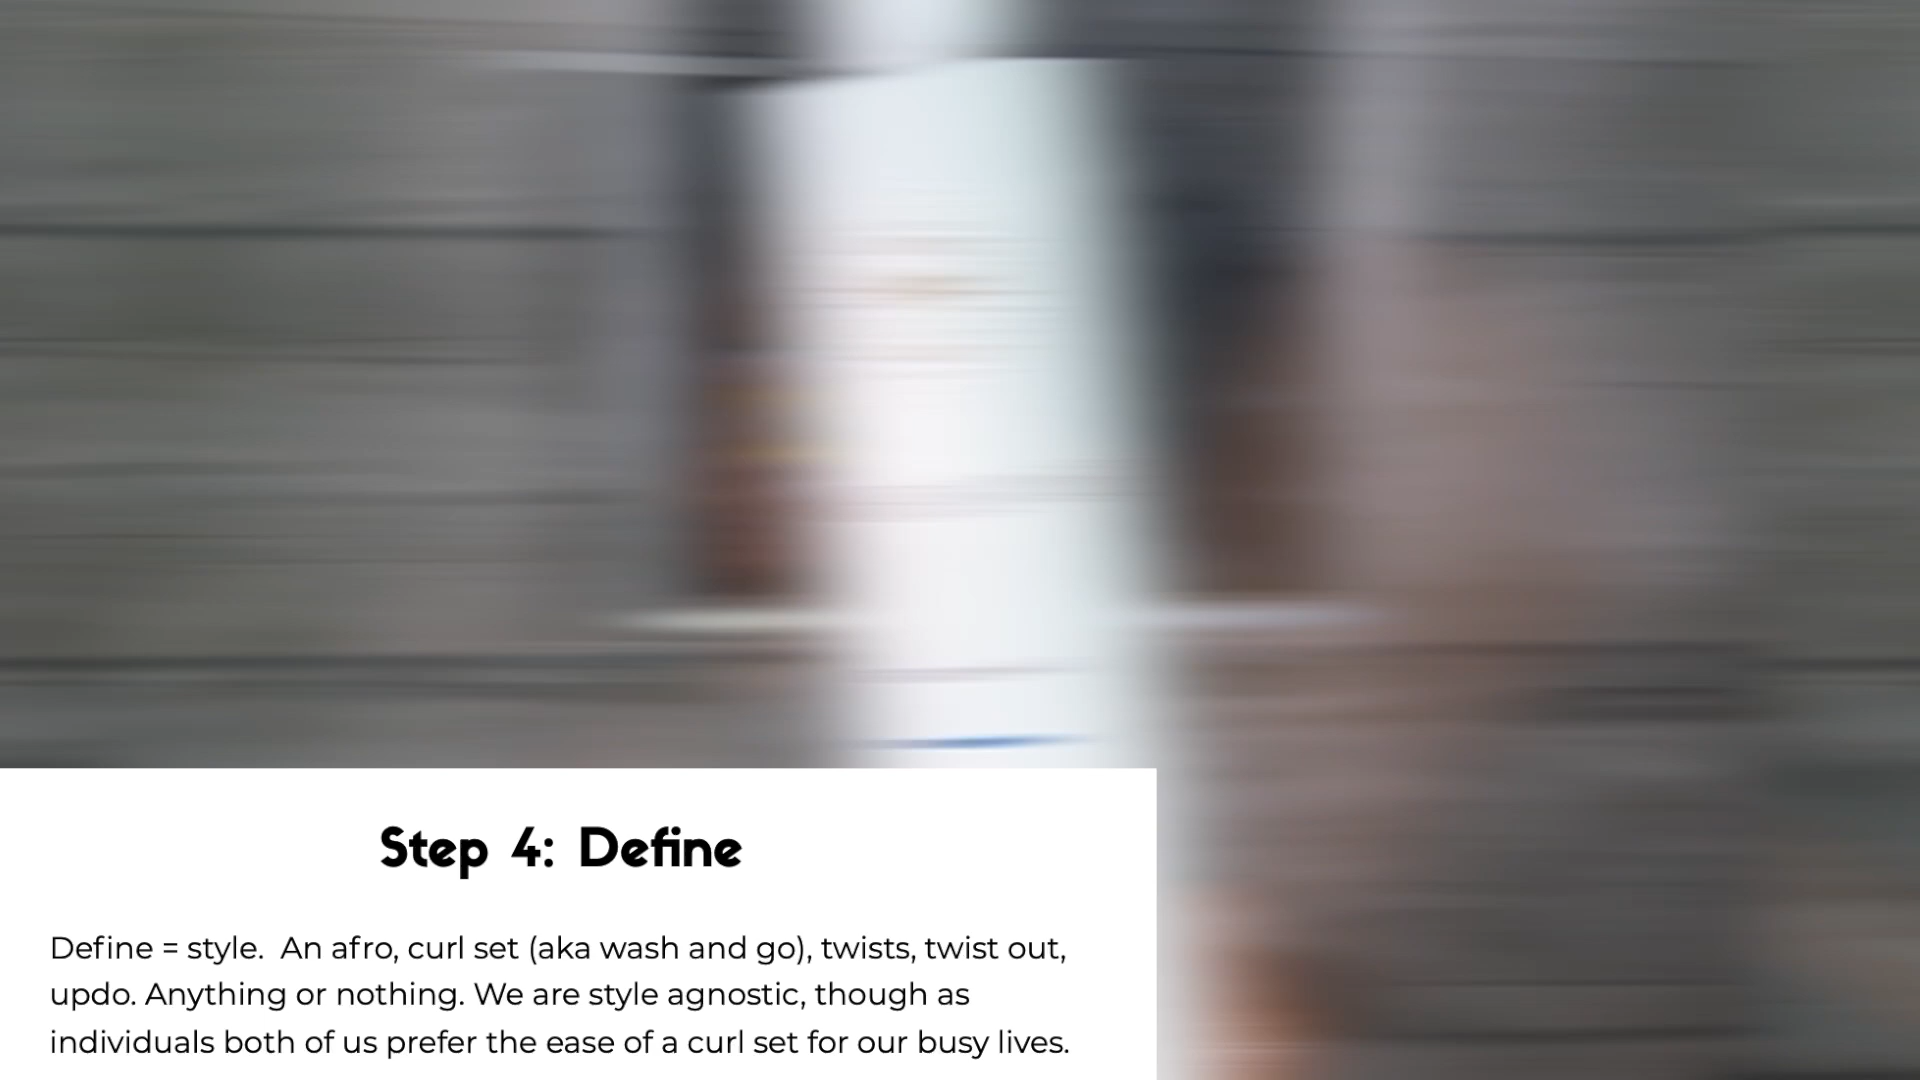 Step 4: Define
Define = style.  An afro, curl set (aka wash and go), twists, twist out,
updo. Anything or nothing. We are style agnostic, though as
individuals both of us prefer the ease of a curl set for our busy lives.